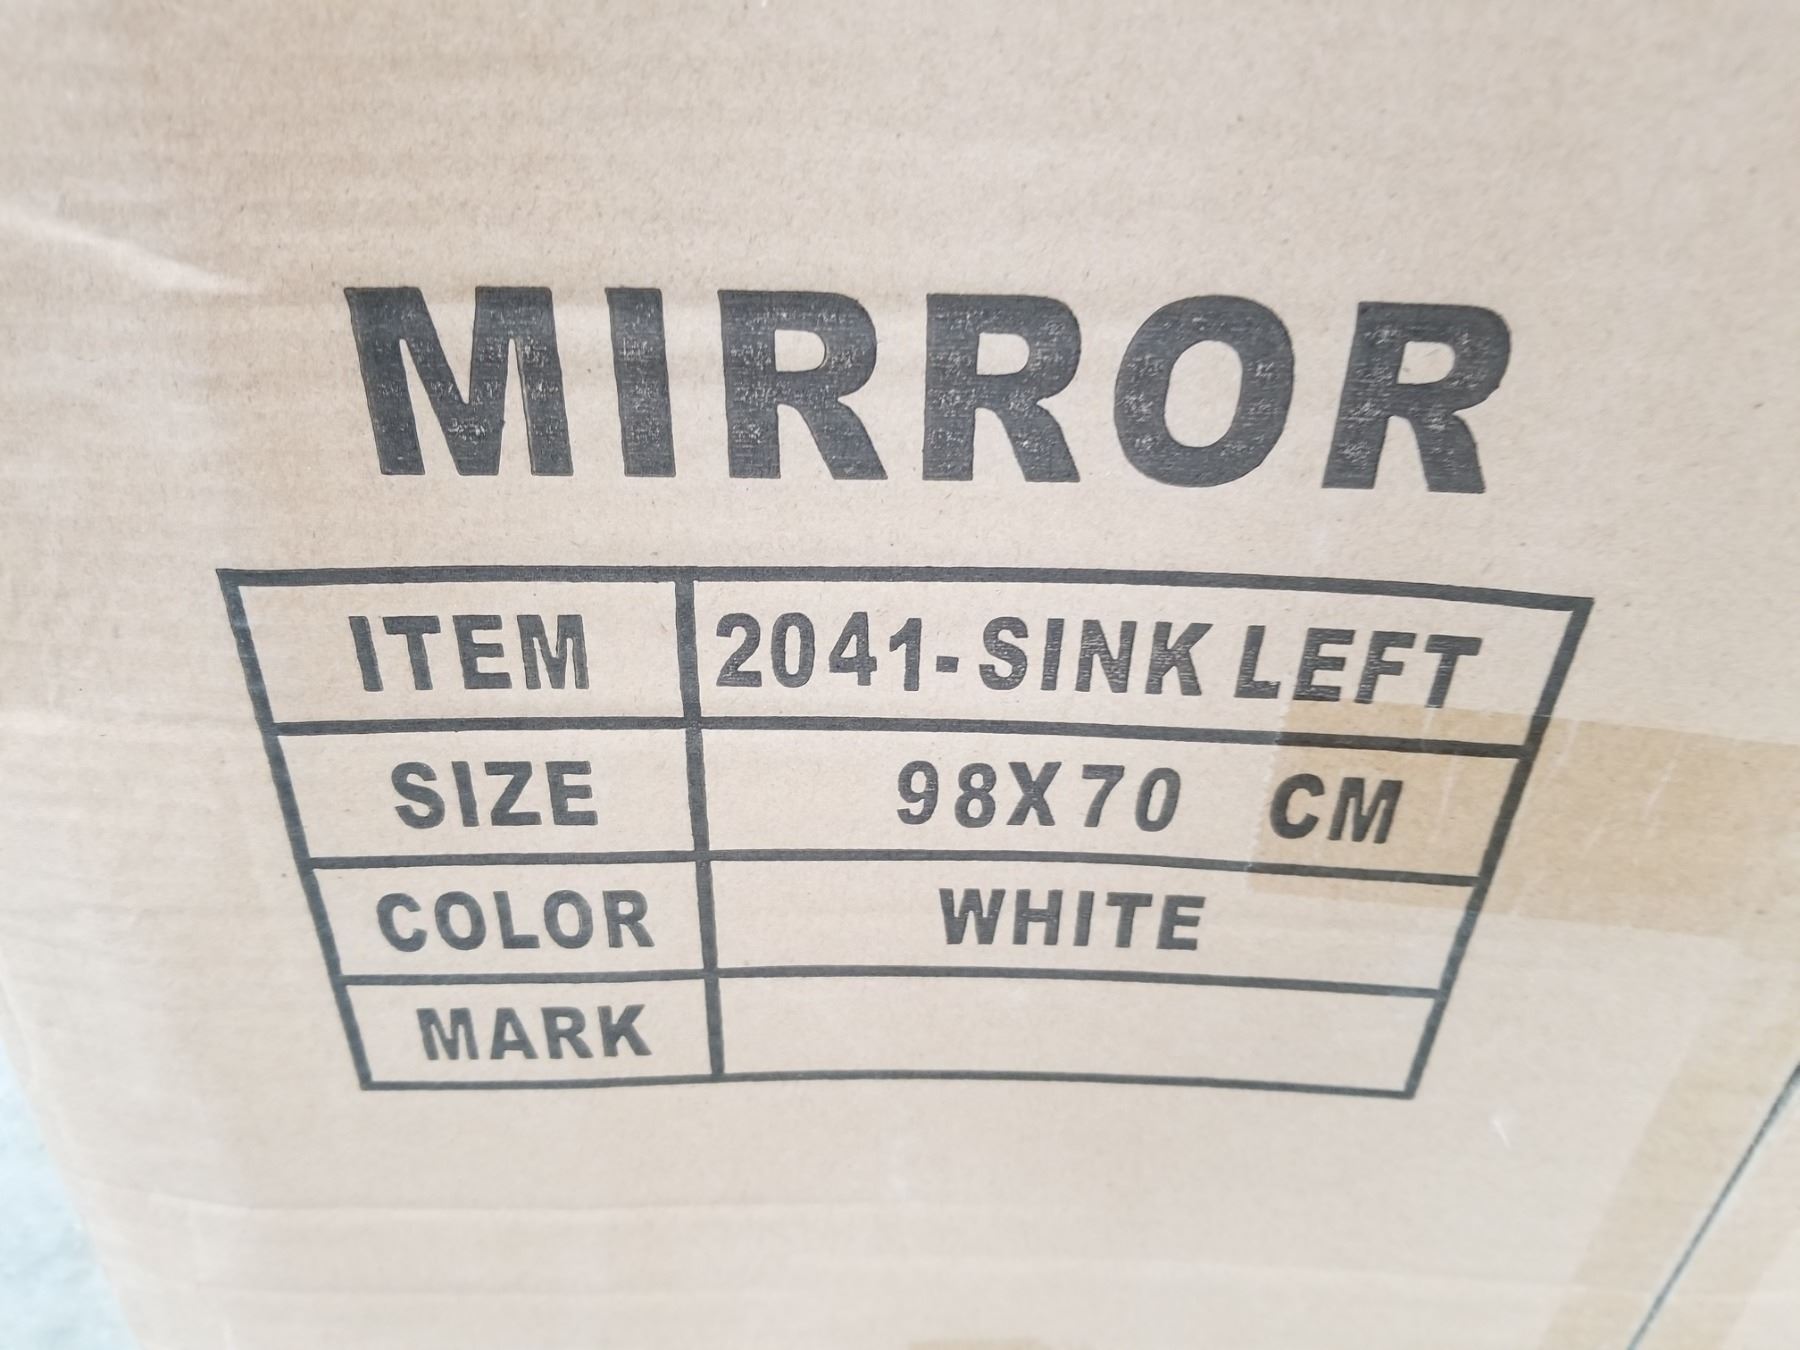 MIRROR
ITEM 2041-SINK LEFT
SIZE 98X70 CM
COLOR WHITE
MARK